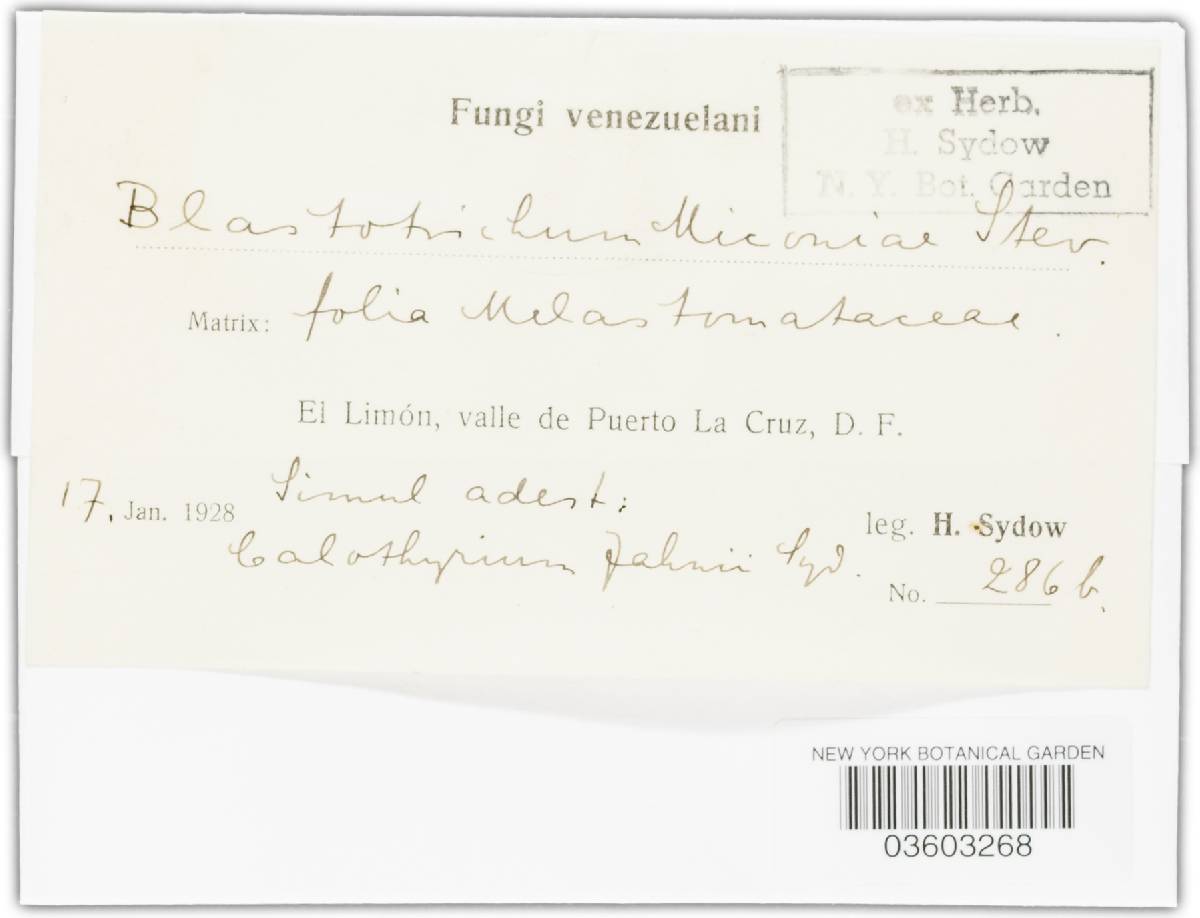 Fungi venezuelani
ex Herb.
H. Sydow
N. Y. Bot. Garden
Blastotrichum Miconiae Stev.
Matrix: folia Melastomataceae.
El Limón, valle de Puerto La Cruz, D. F.
17. Jan. 1928 Simul adest:
Calothyrium Jahnii Syd.
leg. H. Sydow
No. 286 b.
NEW YORK BOTANICAL GARDEN
03603268